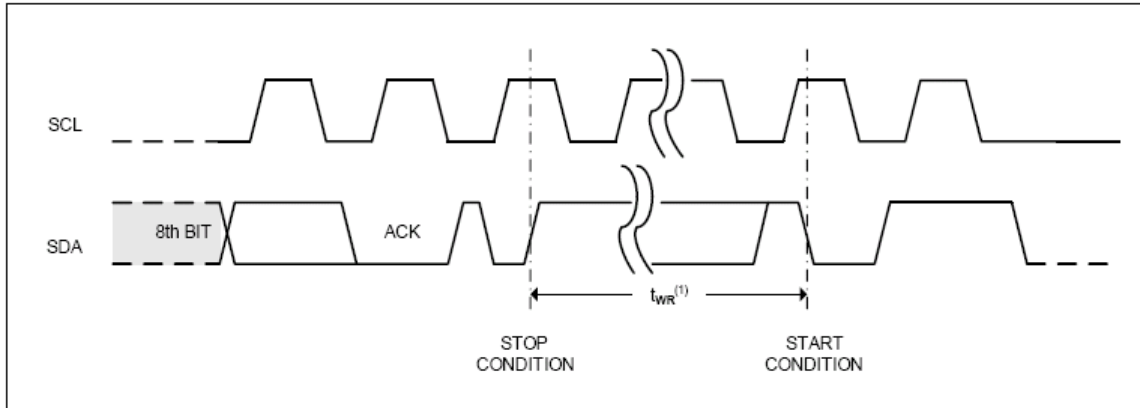 SCL
SDA
8th BIT
ACK
tWR(1)
STOP
CONDITION
START
CONDITION